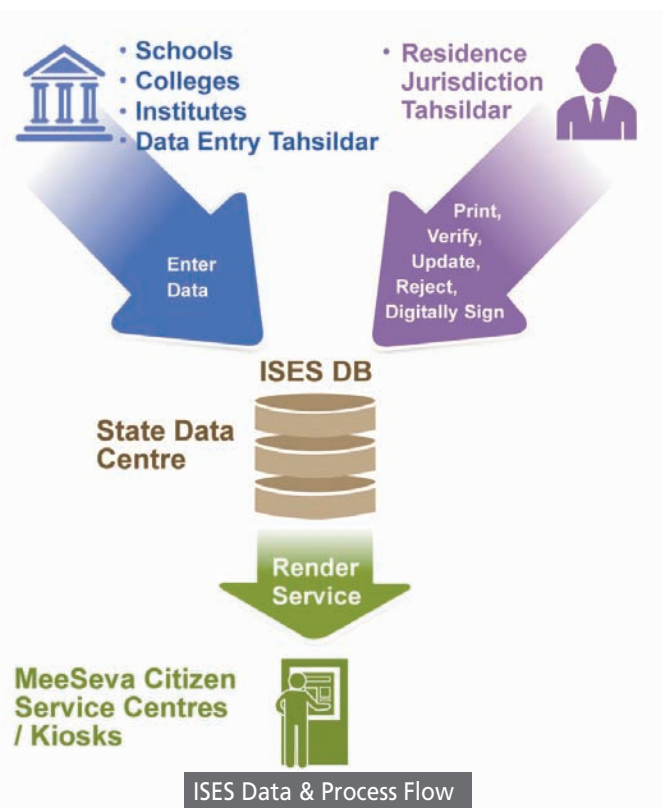 • Schools
• Colleges
• Institutes
• Data Entry Tahsildar
• Residence
Jurisdiction
Tahsildar
Enter
Data
Print,
Verify,
Update,
Reject,
Digitally Sign
ISES DB
State Data
Centre
Render
Service
MeeSeva Citizen
Service Centres
/ Kiosks
ISES Data & Process Flow